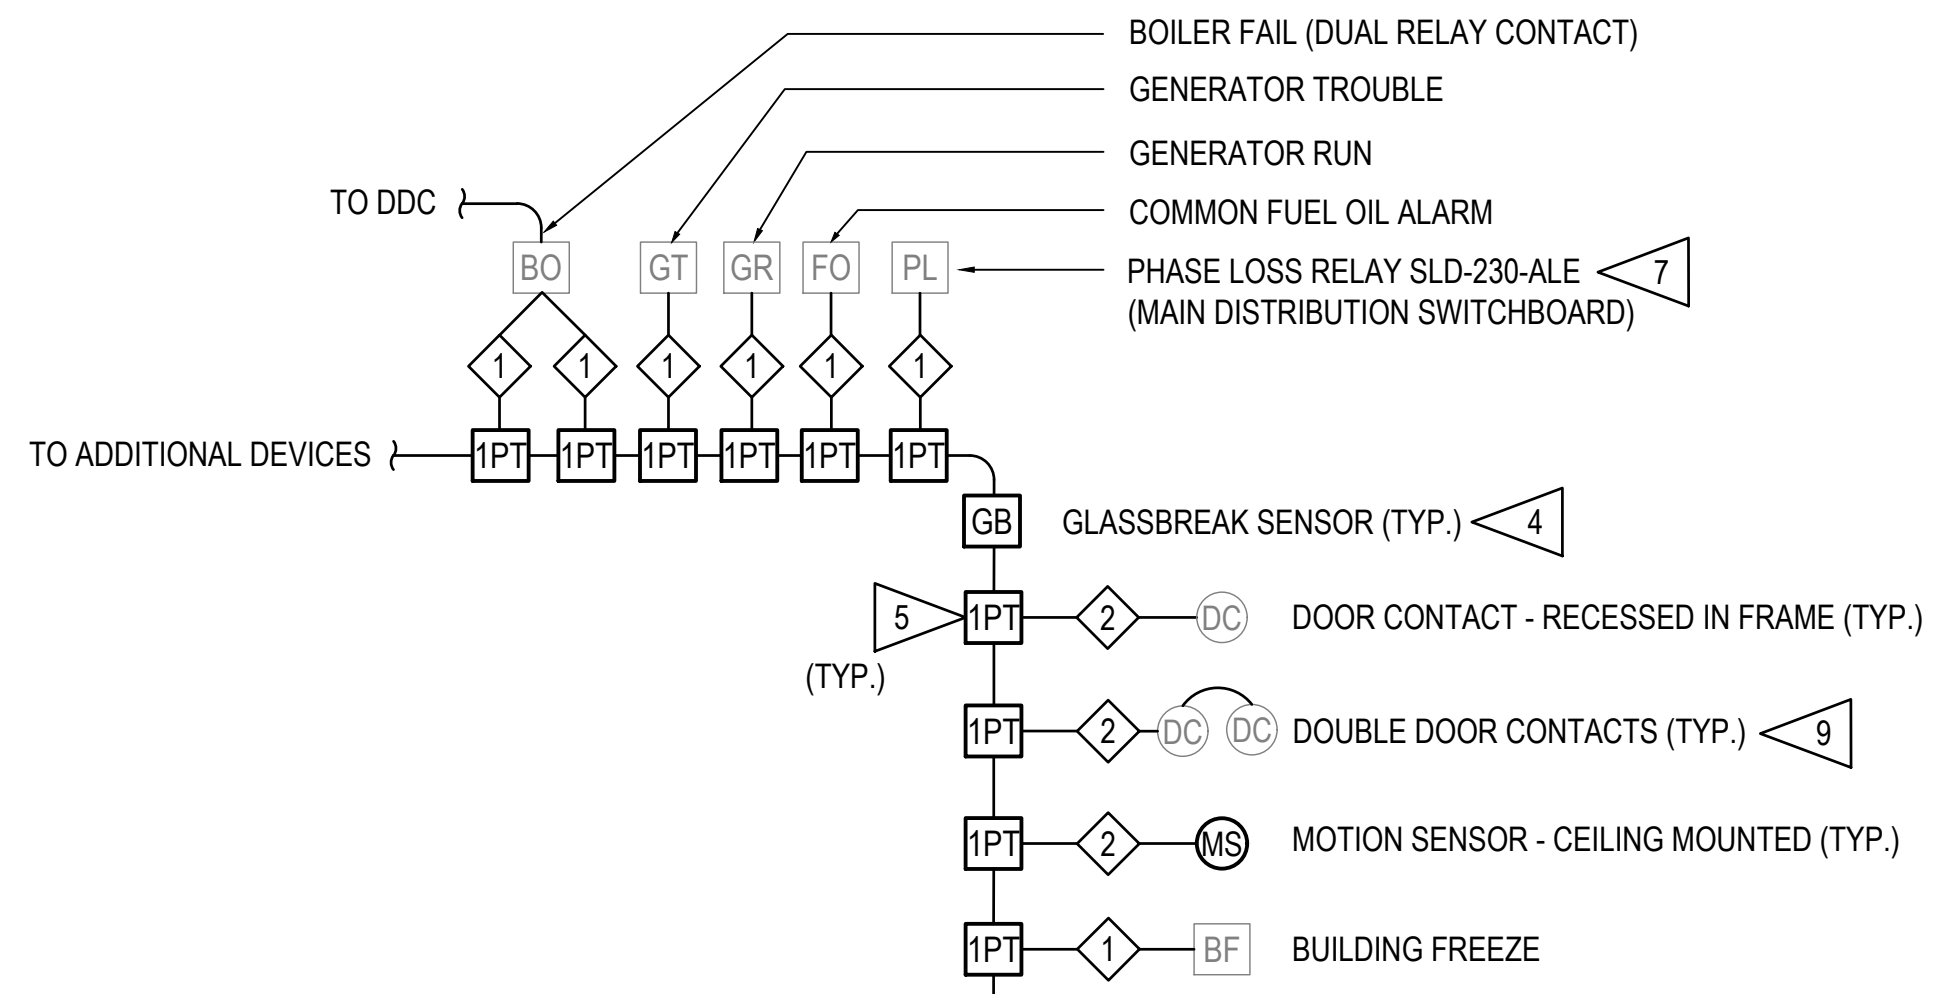 BOILER FAIL (DUAL RELAY CONTACT)
GENERATOR TROUBLE
GENERATOR RUN
TO DDC
COMMON FUEL OIL ALARM
BO GT GR FO PL
PHASE LOSS RELAY SLD-230-ALE 7
(MAIN DISTRIBUTION SWITCHBOARD)
1 1 1 1 1 1
TO ADDITIONAL DEVICES 1PT 1PT 1PT 1PT 1PT 1PT
GB GLASSBREAK SENSOR (TYP.) 4
5 1PT 2 DC DOOR CONTACT - RECESSED IN FRAME (TYP.)
(TYP.)
1PT 2 DC DC DOUBLE DOOR CONTACTS (TYP.) 9
1PT 2 MS MOTION SENSOR - CEILING MOUNTED (TYP.)
1PT 1 BF BUILDING FREEZE